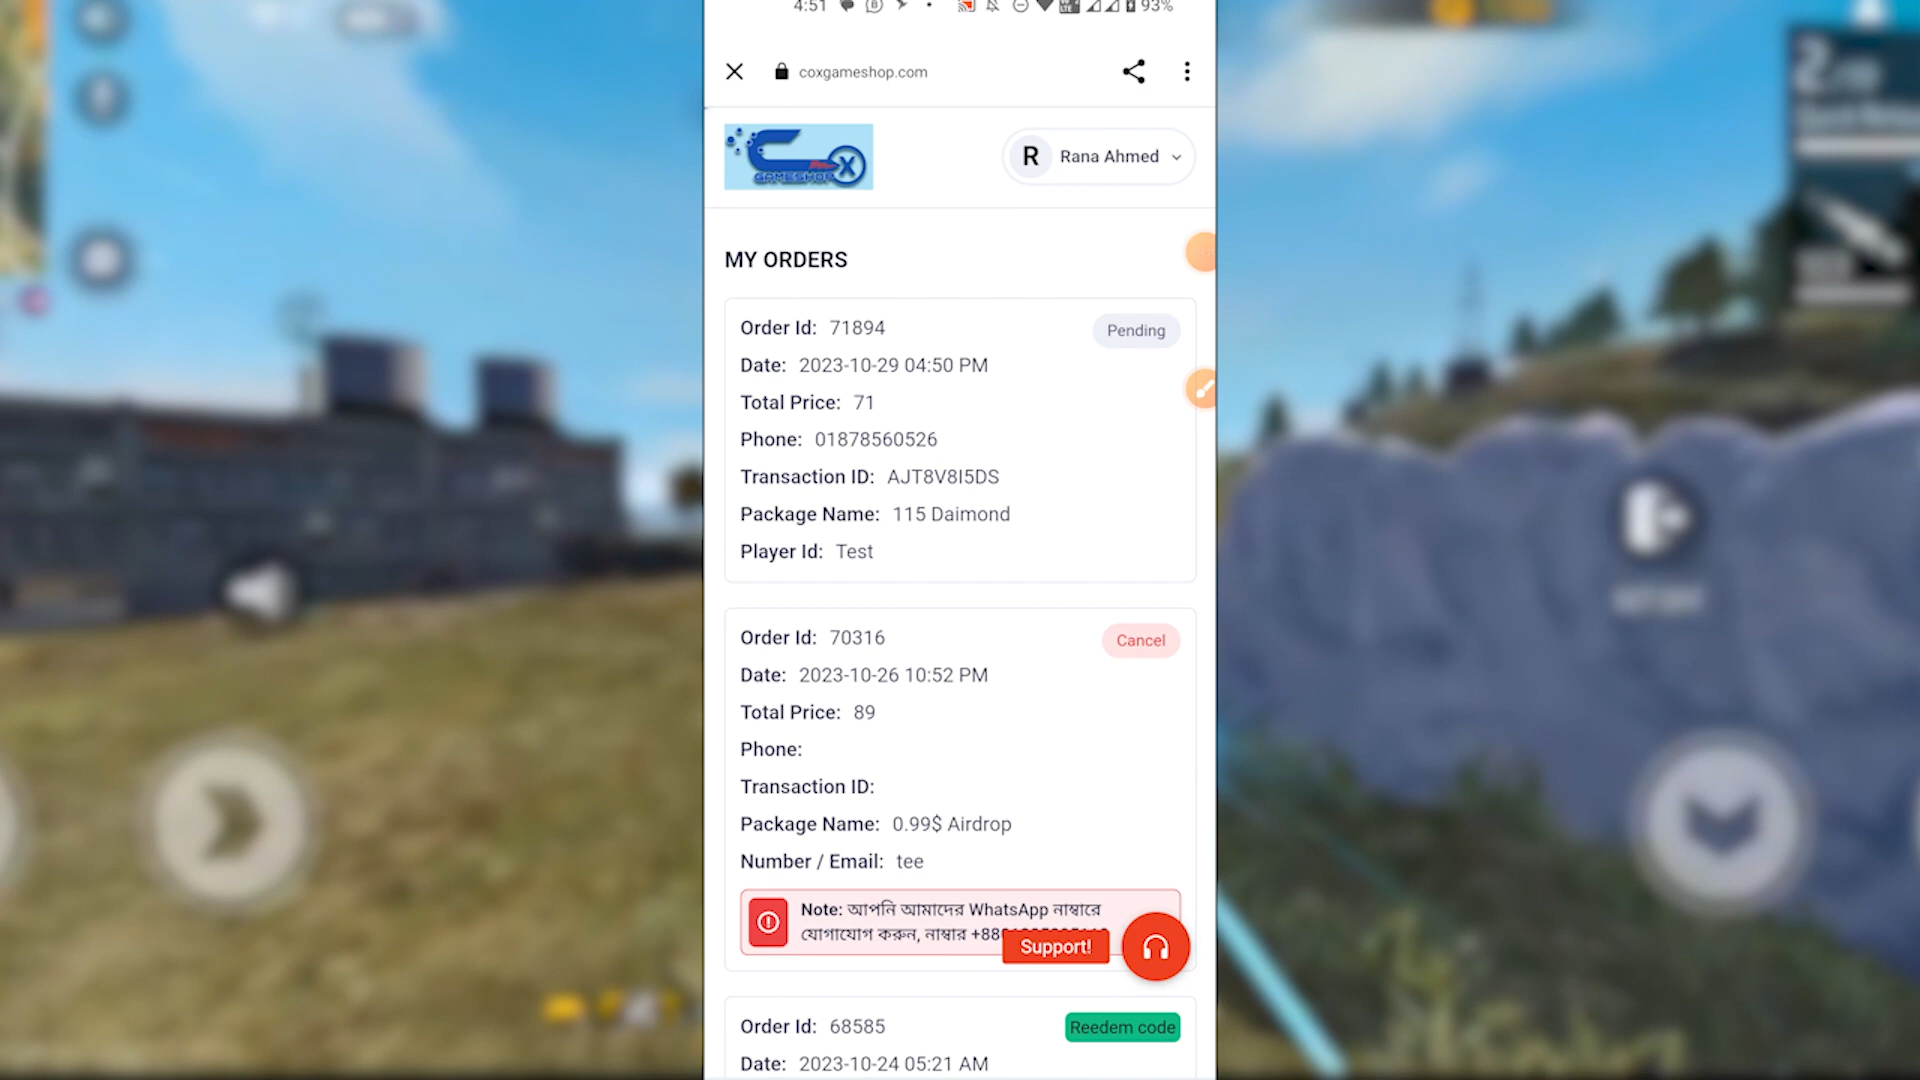 4:51
93%
coxgameshop.com
GAMESHOP
R Rana Ahmed
MY ORDERS
Order Id: 71894
Pending
Date: 2023-10-29 04:50 PM
Total Price: 71
Phone: 01878560526
Transaction ID: AJT8V8I5DS
Package Name: 115 Daimond
Player Id: Test
Order Id: 70316
Cancel
Date: 2023-10-26 10:52 PM
Total Price: 89
Phone:
Transaction ID:
Package Name: 0.99$ Airdrop
Number / Email: tee
Note: আপনি আমাদের WhatsApp নাম্বারে
যোগাযোগ করুন, নাম্বার
Support!
Order Id: 68585
Reedem code
Date: 2023-10-24 05:21 AM